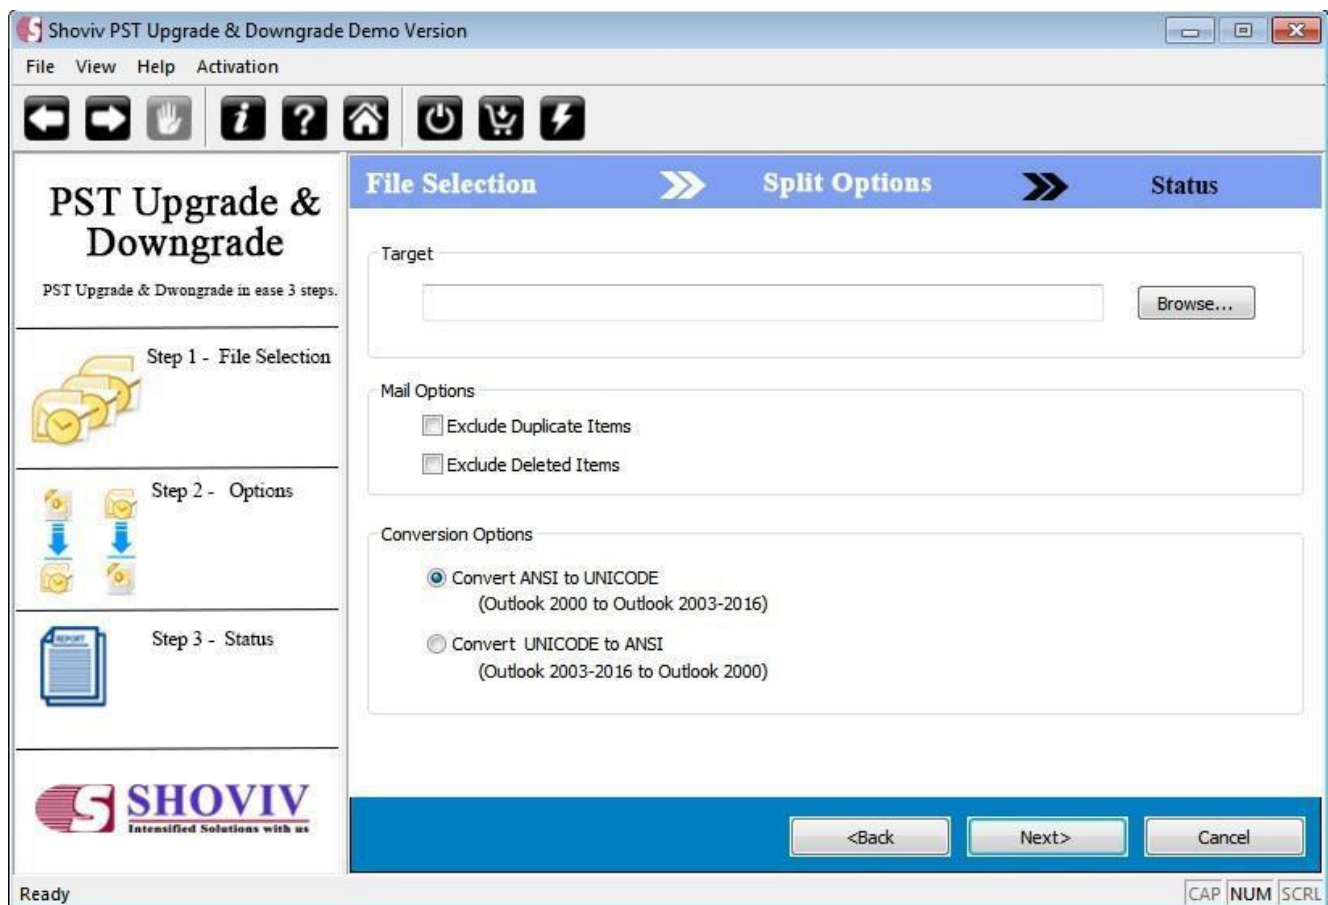 Shoviv PST Upgrade & Downgrade Demo Version
File View Help Activation
PST Upgrade &
Downgrade
PST Upgrade & Dwongrade in ease 3 steps.
Step 1 - File Selection
Step 2 - Options
Step 3 - Status
REPORT
SHOVIV
Intensified Solutions with us
File Selection Split Options Status
Target
Browse...
Mail Options
Exclude Duplicate Items
Exclude Deleted Items
Conversion Options
Convert ANSI to UNICODE
(Outlook 2000 to Outlook 2003-2016)
Convert UNICODE to ANSI
(Outlook 2003-2016 to Outlook 2000)
<Back Next> Cancel
Ready CAP NUM SCRL